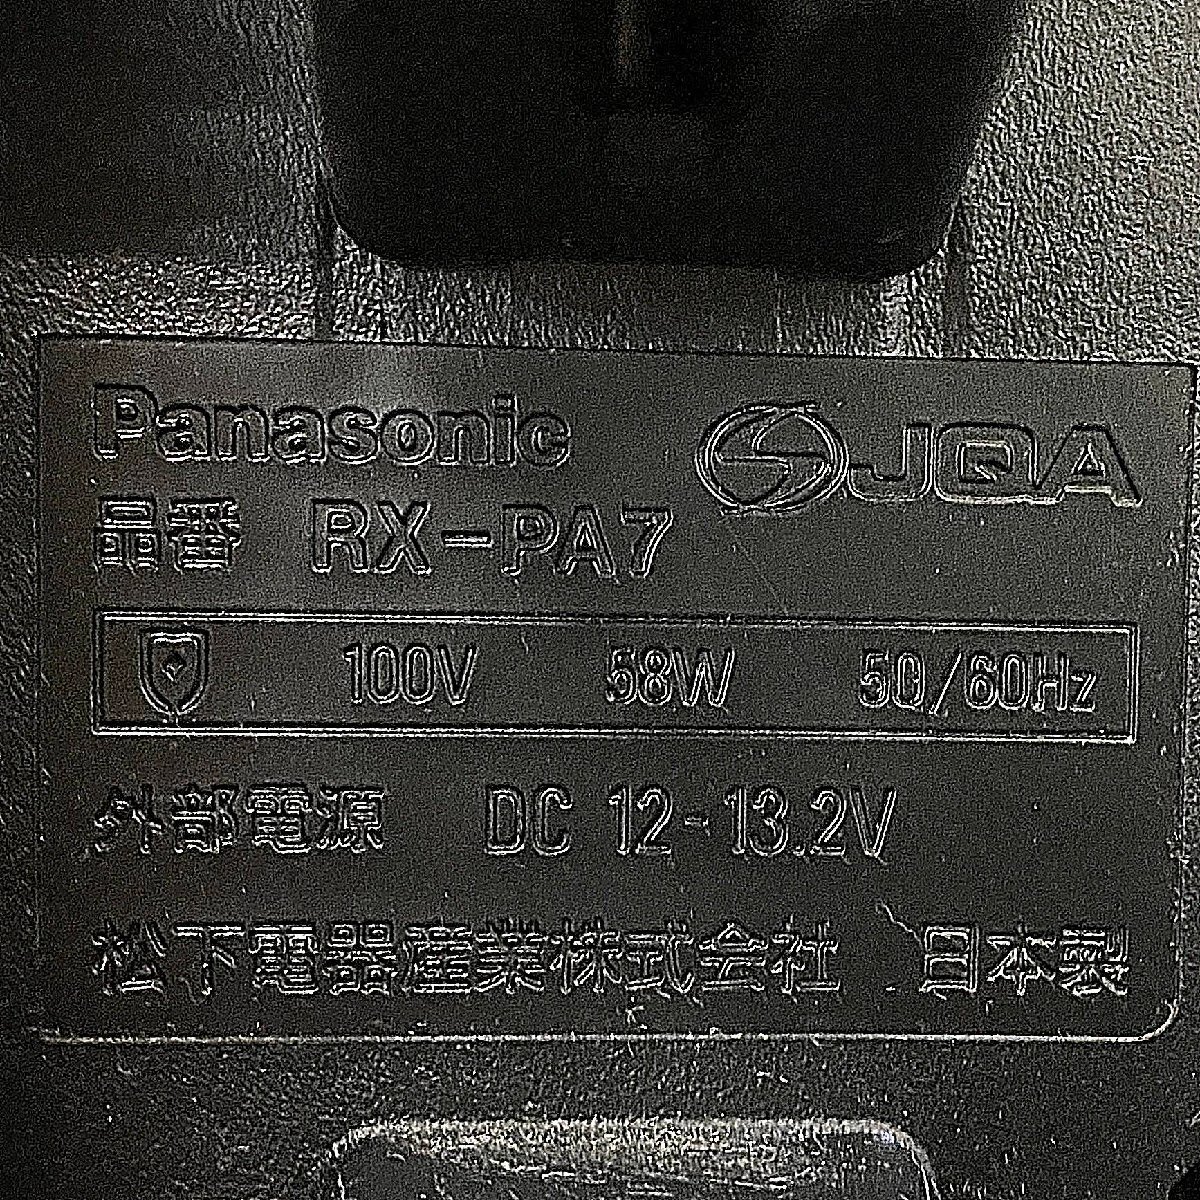 Panasonic
JQA
品番 RX-PA7
100V 58W 50/60Hz
外部電源 DC 12-13.2V
松下電器産業株式会社 日本製